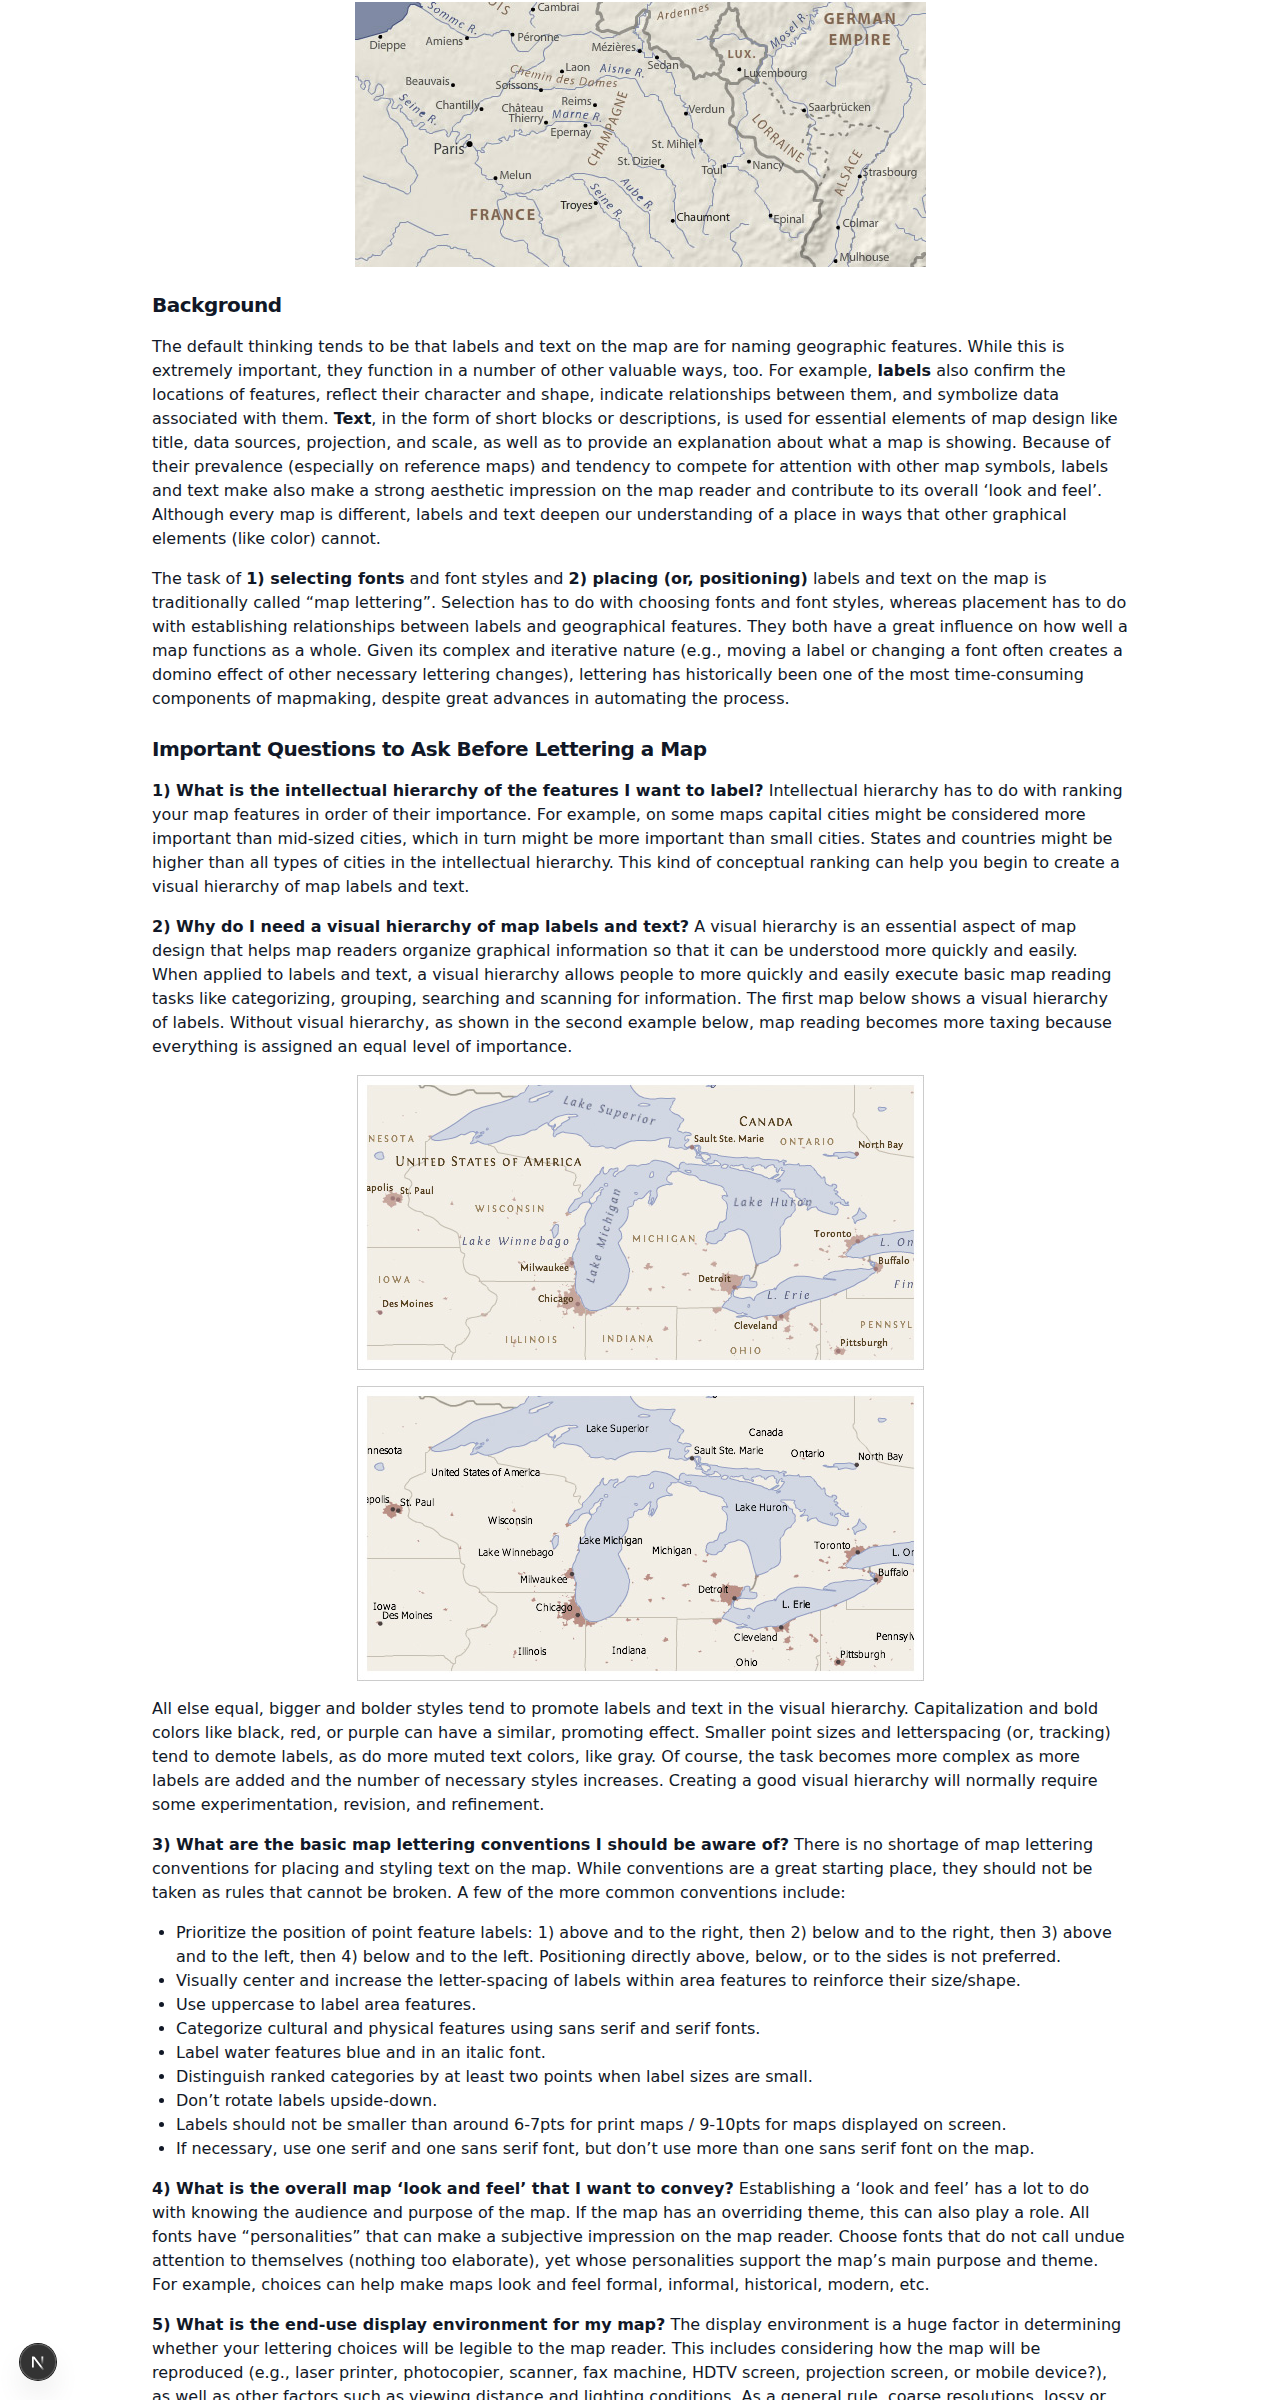 Somme R.
Cambrai
Ardennes
Mosel R.
GERMAN
EMPIRE
Dieppe
Amiens
Péronne
Mézières
Sedan
LUX.
Luxembourg
Laon
Aisne R.
Chemin des Dames
Beauvais
Soissons
Seine R.
Chantilly
Château
Thierry
Reims
Marne R.
Epernay
CHAMPAGNE
Verdun
Saarbrücken
LORRAINE
Paris
St. Mihiel
St. Dizier
Toul
Nancy
ALSACE
Strasbourg
Melun
Seine R.
Aube R.
FRANCE
Troyes
Chaumont
Epinal
Colmar
Mulhouse
Background
The default thinking tends to be that labels and text on the map are for naming geographic features. While this is
extremely important, they function in a number of other valuable ways, too. For example, labels also confirm the
locations of features, reflect their character and shape, indicate relationships between them, and symbolize data
associated with them. Text, in the form of short blocks or descriptions, is used for essential elements of map design like
title, data sources, projection, and scale, as well as to provide an explanation about what a map is showing. Because of
their prevalence (especially on reference maps) and tendency to compete for attention with other map symbols, labels
and text make also make a strong aesthetic impression on the map reader and contribute to its overall ‘look and feel’.
Although every map is different, labels and text deepen our understanding of a place in ways that other graphical
elements (like color) cannot.
The task of 1) selecting fonts and font styles and 2) placing (or, positioning) labels and text on the map is
traditionally called “map lettering”. Selection has to do with choosing fonts and font styles, whereas placement has to do
with establishing relationships between labels and geographical features. They both have a great influence on how well a
map functions as a whole. Given its complex and iterative nature (e.g., moving a label or changing a font often creates a
domino effect of other necessary lettering changes), lettering has historically been one of the most time-consuming
components of mapmaking, despite great advances in automating the process.
Important Questions to Ask Before Lettering a Map
1) What is the intellectual hierarchy of the features I want to label? Intellectual hierarchy has to do with ranking
your map features in order of their importance. For example, on some maps capital cities might be considered more
important than mid-sized cities, which in turn might be more important than small cities. States and countries might be
higher than all types of cities in the intellectual hierarchy. This kind of conceptual ranking can help you begin to create a
visual hierarchy of map labels and text.
2) Why do I need a visual hierarchy of map labels and text? A visual hierarchy is an essential aspect of map
design that helps map readers organize graphical information so that it can be understood more quickly and easily.
When applied to labels and text, a visual hierarchy allows people to more quickly and easily execute basic map reading
tasks like categorizing, grouping, searching and scanning for information. The first map below shows a visual hierarchy
of labels. Without visual hierarchy, as shown in the second example below, map reading becomes more taxing because
everything is assigned an equal level of importance.
Lake Superior
CANADA
NESOTA
Sault Ste. Marie
ONTARIO
North Bay
UNITED STATES OF AMERICA
apolis
St. Paul
WISCONSIN
Lake Michigan
Lake Huron
Lake Winnebago
MICHIGAN
Toronto
L. On
Milwaukee
Buffalo
IOWA
Detroit
Fin
Des Moines
Chicago
L. Erie
Cleveland
PENNSYL
ILLINOIS
INDIANA
OHIO
Pittsburgh
Lake Superior
Canada
nnesota
Sault Ste. Marie
Ontario
North Bay
United States of America
apolis
St. Paul
Lake Huron
Wisconsin
Lake Michigan
Lake Winnebago
Michigan
Toronto
L. Or
Milwaukee
Buffalo
Detroit
Iowa
Des Moines
Chicago
L. Erie
Cleveland
Pennsylv
Illinois
Indiana
Ohio
Pittsburgh
All else equal, bigger and bolder styles tend to promote labels and text in the visual hierarchy. Capitalization and bold
colors like black, red, or purple can have a similar, promoting effect. Smaller point sizes and letterspacing (or, tracking)
tend to demote labels, as do more muted text colors, like gray. Of course, the task becomes more complex as more
labels are added and the number of necessary styles increases. Creating a good visual hierarchy will normally require
some experimentation, revision, and refinement.
3) What are the basic map lettering conventions I should be aware of? There is no shortage of map lettering
conventions for placing and styling text on the map. While conventions are a great starting place, they should not be
taken as rules that cannot be broken. A few of the more common conventions include:
• Prioritize the position of point feature labels: 1) above and to the right, then 2) below and to the right, then 3) above
and to the left, then 4) below and to the left. Positioning directly above, below, or to the sides is not preferred.
• Visually center and increase the letter-spacing of labels within area features to reinforce their size/shape.
• Use uppercase to label area features.
• Categorize cultural and physical features using sans serif and serif fonts.
• Label water features blue and in an italic font.
• Distinguish ranked categories by at least two points when label sizes are small.
• Don’t rotate labels upside-down.
• Labels should not be smaller than around 6-7pts for print maps / 9-10pts for maps displayed on screen.
• If necessary, use one serif and one sans serif font, but don’t use more than one sans serif font on the map.
4) What is the overall map ‘look and feel’ that I want to convey? Establishing a ‘look and feel’ has a lot to do
with knowing the audience and purpose of the map. If the map has an overriding theme, this can also play a role. All
fonts have “personalities” that can make a subjective impression on the map reader. Choose fonts that do not call undue
attention to themselves (nothing too elaborate), yet whose personalities support the map’s main purpose and theme.
For example, choices can help make maps look and feel formal, informal, historical, modern, etc.
5) What is the end-use display environment for my map? The display environment is a huge factor in determining
whether your lettering choices will be legible to the map reader. This includes considering how the map will be
reproduced (e.g., laser printer, photocopier, scanner, fax machine, HDTV screen, projection screen, or mobile device?),
as well as other factors such as viewing distance and lighting conditions. As a general rule, coarse resolutions, lossy or
N